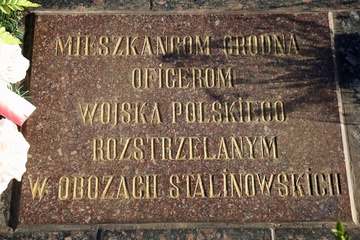 MIESZKAŃCOM GRODNA
OFICEROM
WOJSKA POLSKIEGO
ROZSTRZELANYM
W OBOZACH STALINOWSKICH